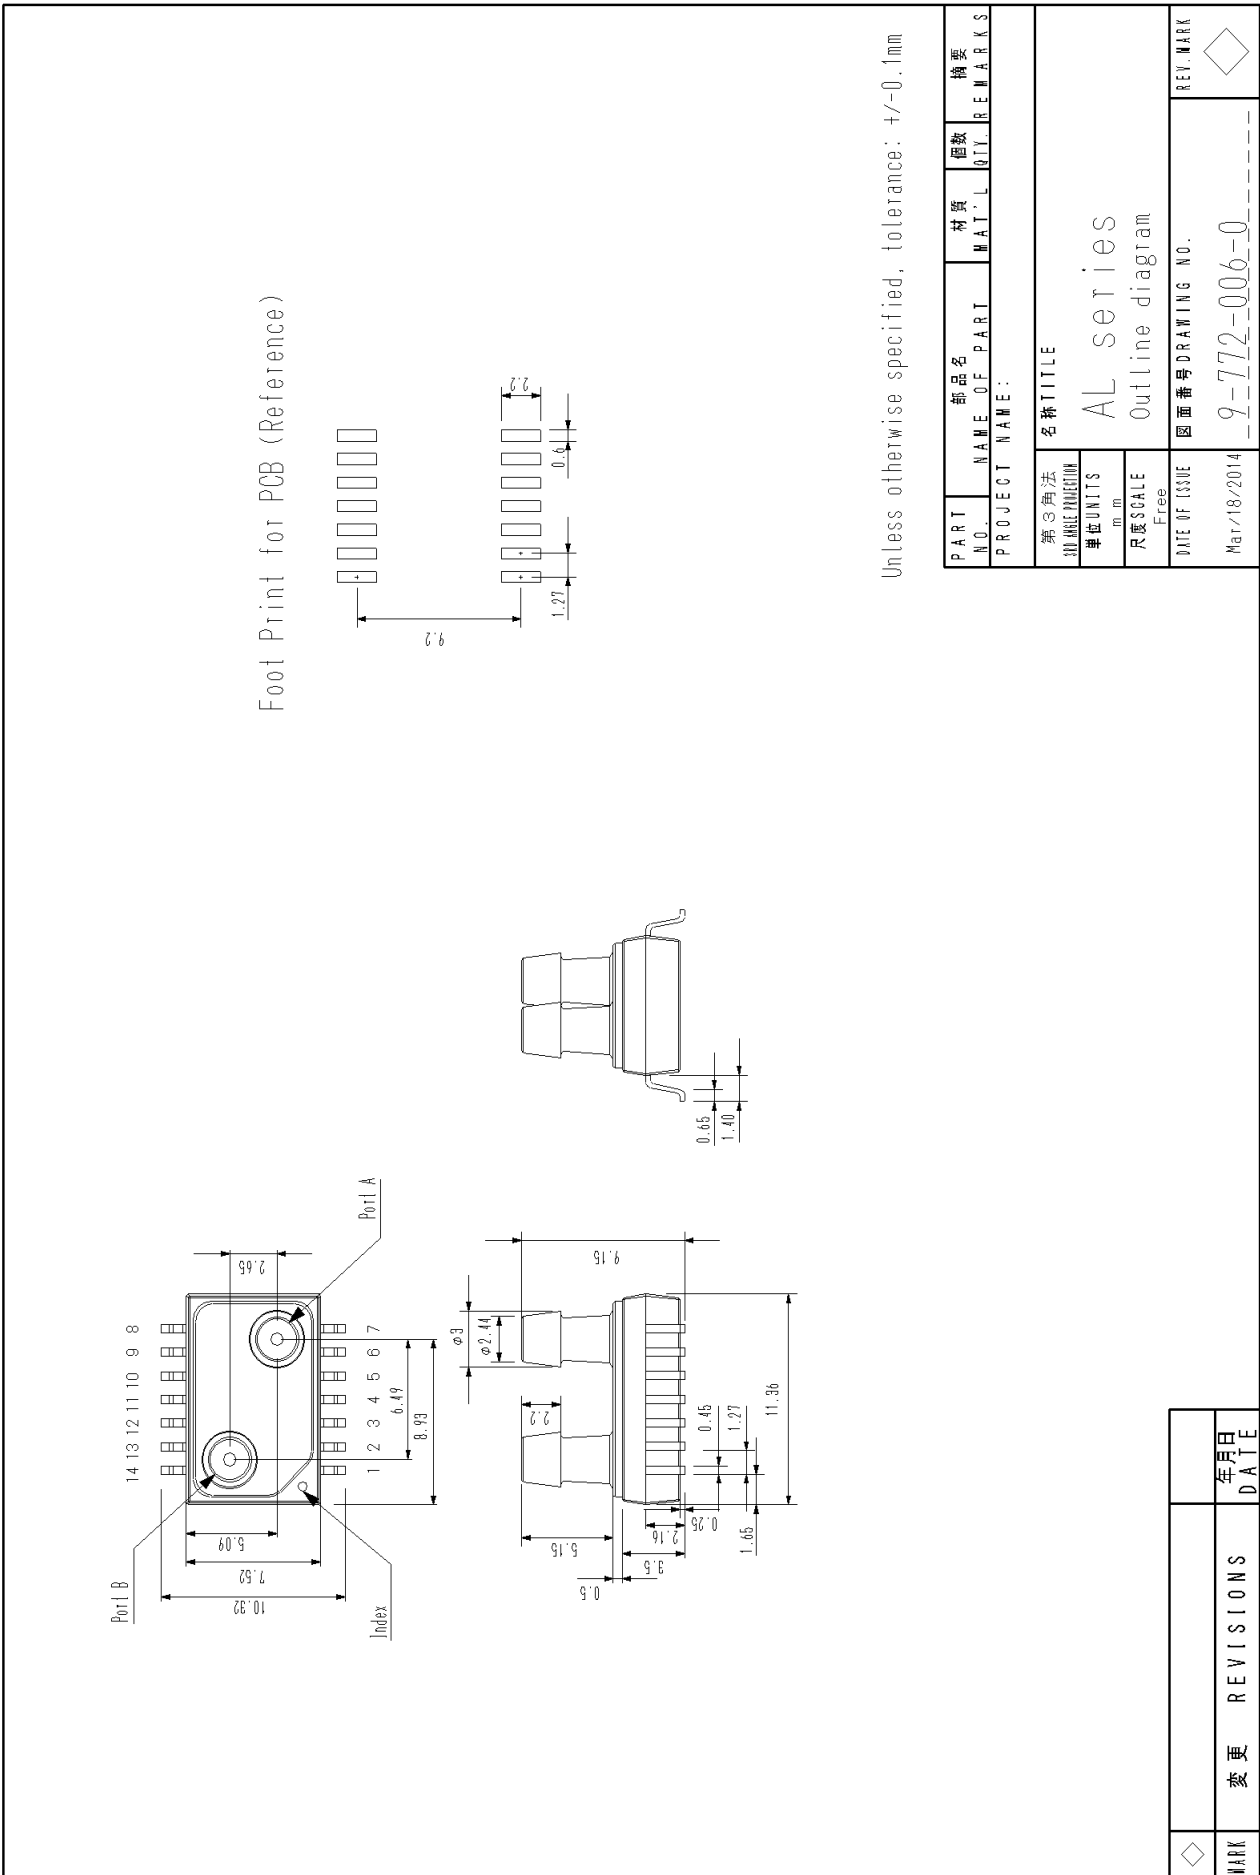 Port B
Index
Port A
14 13 12 11 10 9 8
1 2 3 4 5 6 7
10.32
7.52
5.09
2.65
6.49
8.93
φ3
φ2.44
2.2
9.15
5.15
0.5
3.5
2.16
0.25
0.45
1.27
1.65
11.36
0.65
1.40
Foot Print for PCB (Reference)
9.2
1.27
0.6
2.2
Unless otherwise specified, tolerance: +/-0.1mm
PART NO.
部品名
NAME OF PART
材質
MAT'L
個数
QTY.
摘要
REMARKS
PROJECT NAME:
第3角法
3RD ANGLE PROJECTION
単位UNITS
mm
尺度SCALE
Free
名称TITLE
AL series
Outline diagram
DATE OF ISSUE
Mar/18/2014
図面番号DRAWING NO.
9-772-006-0
REV.MARK
MARK
変更 REVISIONS
年月日
DATE